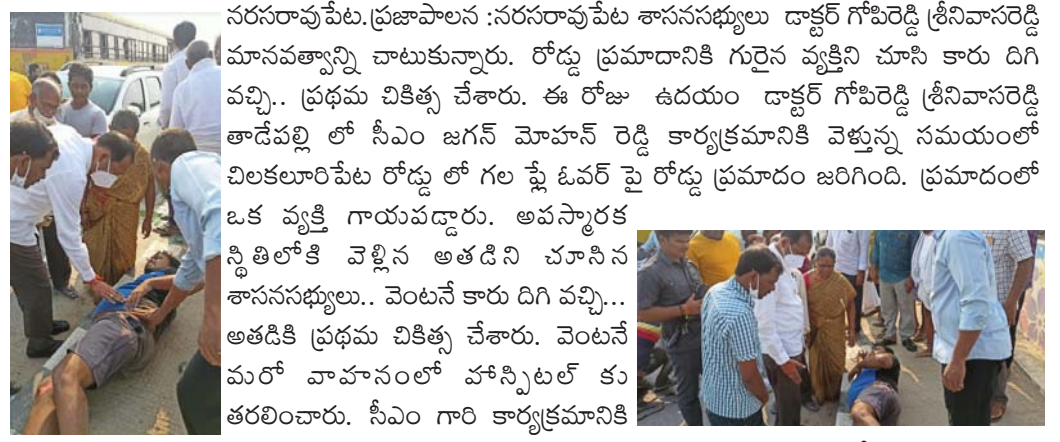 నరసరావుపేట.ప్రజాపాలన :నరసరావుపేట శాసనసభ్యులు డాక్టర్ గోపిరెడ్డి శ్రీనివాసరెడ్డి
మానవత్వాన్ని చాటుకున్నారు. రోడ్డు ప్రమాదానికి గురైన వ్యక్తిని చూసి కారు దిగి
వచ్చి.. ప్రథమ చికిత్స చేశారు. ఈ రోజు ఉదయం డాక్టర్ గోపిరెడ్డి శ్రీనివాసరెడ్డి
తాడేపల్లి లో సీఎం జగన్ మోహన్ రెడ్డి కార్యక్రమానికి వెళ్తున్న సమయంలో
చిలకలూరిపేట రోడ్డు లో గల ఫ్లే ఓవర్ పై రోడ్డు ప్రమాదం జరిగింది. ప్రమాదంలో
ఒక వ్యక్తి గాయపడ్డారు. అపస్మారక
స్థితిలోకి వెళ్లిన అతడిని చూసిన
శాసనసభ్యులు.. వెంటనే కారు దిగి వచ్చి...
అతడికి ప్రథమ చికిత్స చేశారు. వెంటనే
మరో వాహనంలో హాస్పిటల్ కు
తరలించారు. సీఎం గారి కార్యక్రమానికి